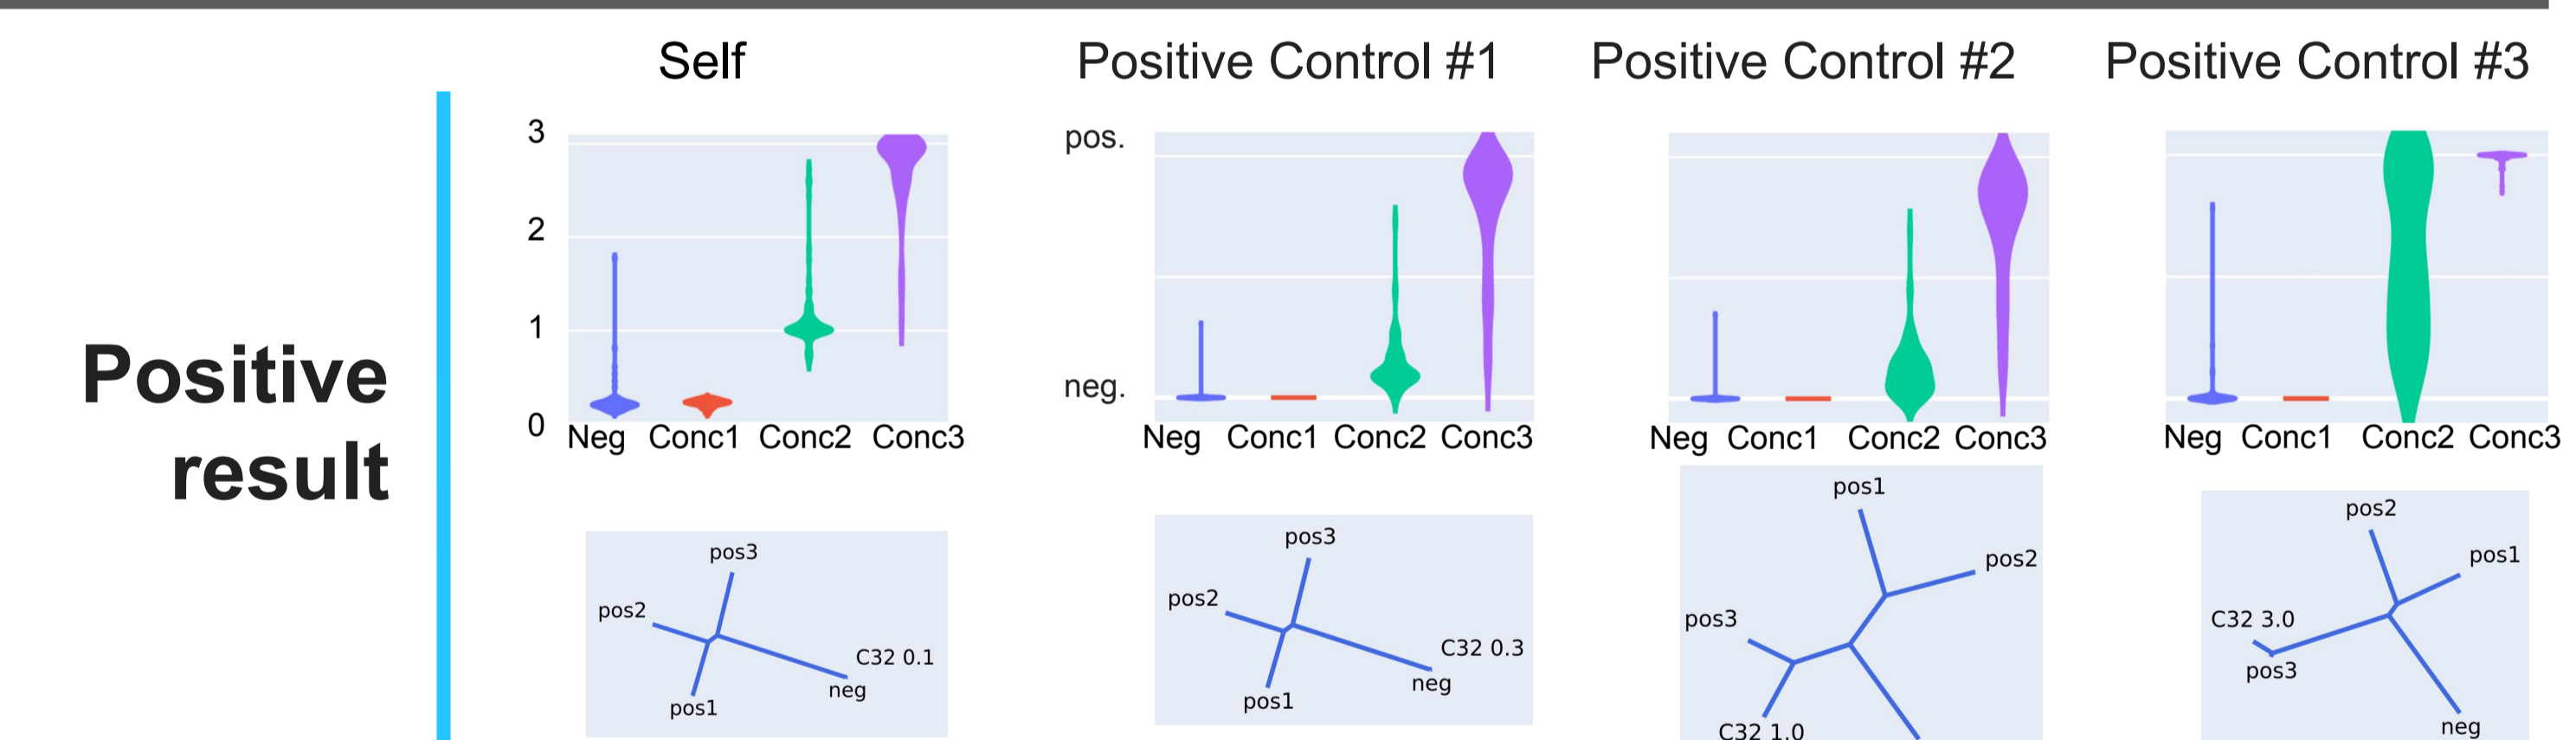 Self
Positive Control #1
Positive Control #2
Positive Control #3
Positive
result
3
2
1
0
Neg Conc1 Conc2 Conc3
pos.
neg.
Neg Conc1 Conc2 Conc3
Neg Conc1 Conc2 Conc3
Neg Conc1 Conc2 Conc3
pos3
pos2
C32 0.1
neg
pos1
pos3
pos2
C32 0.3
neg
pos1
pos1
pos2
pos3
C32 1.0
pos2
pos1
C32 3.0
pos3
neg